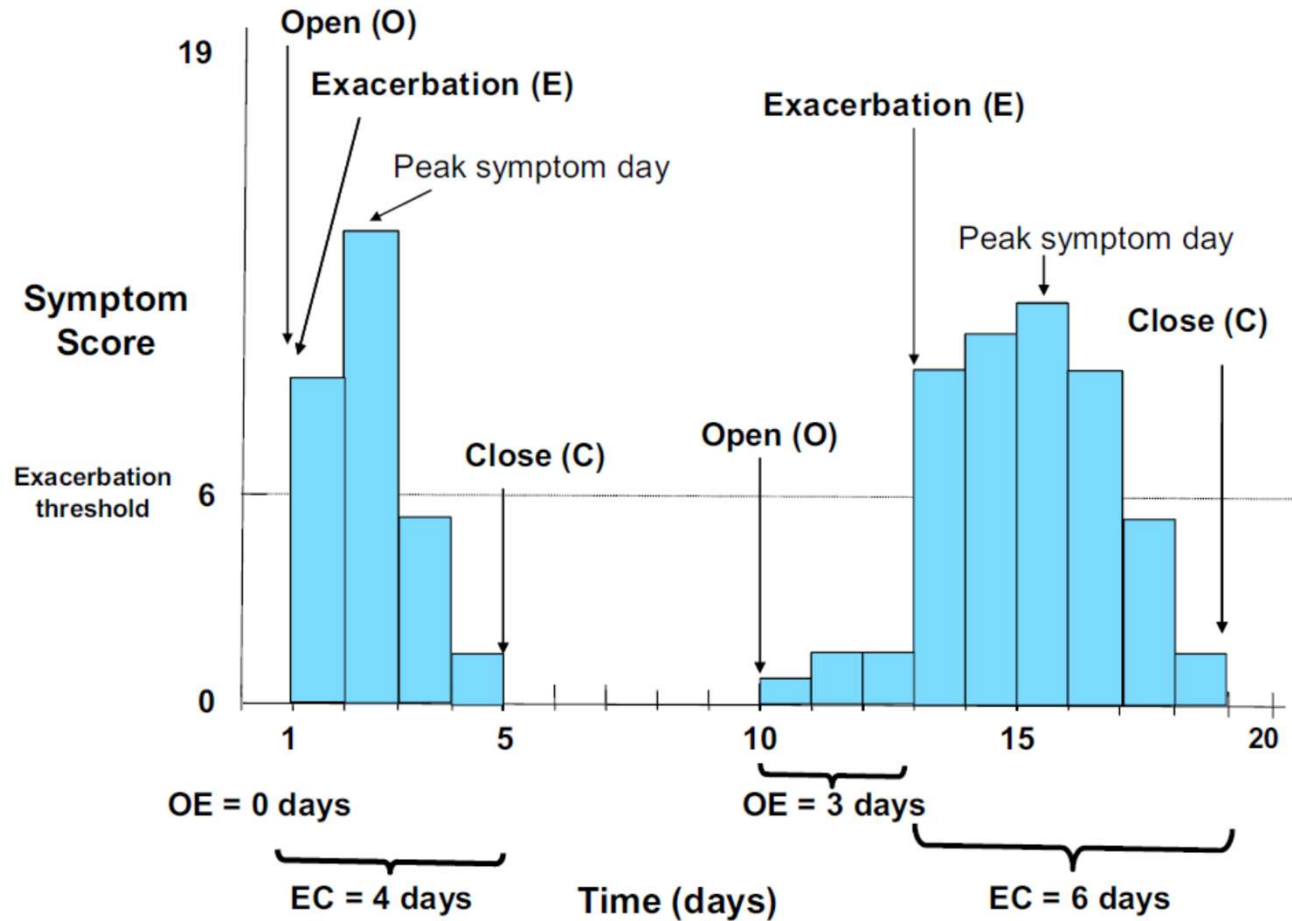 Open (O)
19
Exacerbation (E)
Exacerbation (E)
Peak symptom day
Peak symptom day
Symptom
Score
Close (C)
Open (O)
Close (C)
Exacerbation
threshold
6
0
1
5
10
15
20
OE = 0 days
OE = 3 days
EC = 4 days
Time (days)
EC = 6 days